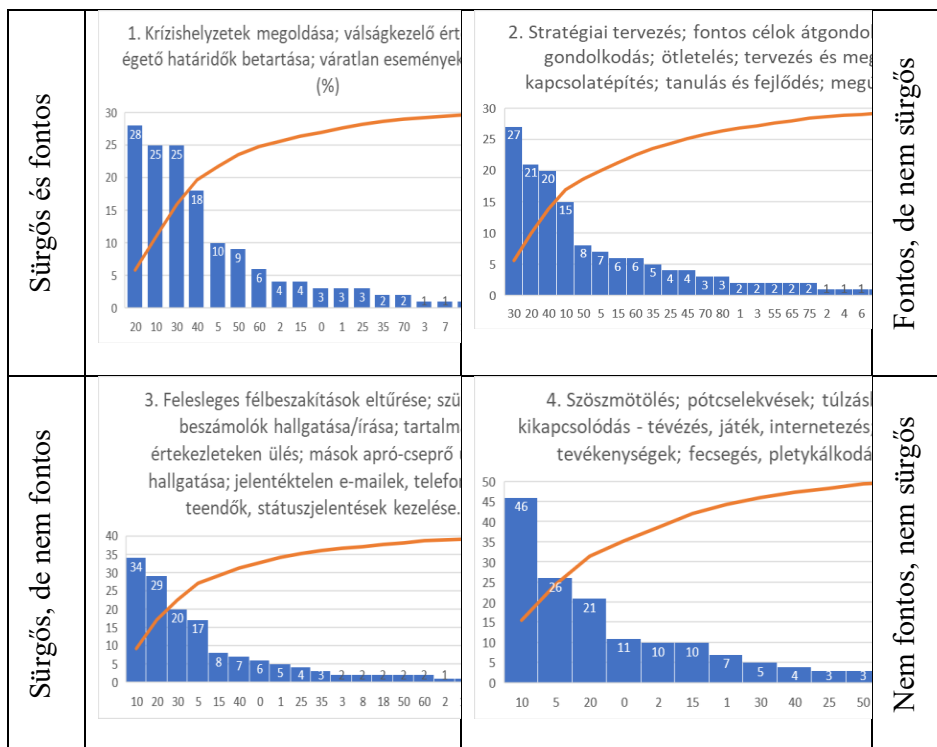 Sürgős és fontos
1. Krízishelyzetek megoldása; válságkezelő ért
égető határidők betartása; váratlan események
(%)
30
25
20
15
10
5
0
28 25 25 18 10 9 6 4 4 3 3 3 2 2 1 1
20 10 30 40 5 50 60 2 15 0 1 25 35 70 3 7
2. Stratégiai tervezés; fontos célok átgondol
gondolkodás; ötletelés; tervezés és meg
kapcsolatépítés; tanulás és fejlődés; megú
30
25
20
15
10
5
0
27 21 20 15 8 7 6 6 5 4 4 3 3 2 2 2 2 2 1 1 1
30 20 40 10 50 5 15 60 35 25 45 70 80 1 3 55 65 75 2 4 6
Fontos, de nem sürgős
Sürgős, de nem fontos
3. Felesleges félbeszakítások eltűrése; szü
beszámolók hallgatása/írása; tartalm
értekezleteken ülés; mások apró-cseprő
hallgatása; jelentéktelen e-mailek, telefo
teendők, státuszjelentések kezelése.
40
35
30
25
20
15
10
5
0
34 29 20 17 8 7 6 5 4 3 2 2 2 2 2 1
10 20 30 5 15 40 0 1 25 35 3 8 18 50 60 2
4. Szöszmötölés; pótcselekvések; túlzás
kikapcsolódás - tévézés, játék, internetezés;
tevékenységek; fecsegés, pletykálkodá
50
45
40
35
30
25
20
15
10
5
0
46 26 21 11 10 10 7 5 4 3 3
10 5 20 0 2 15 1 30 40 25 50
Nem fontos, nem sürgős